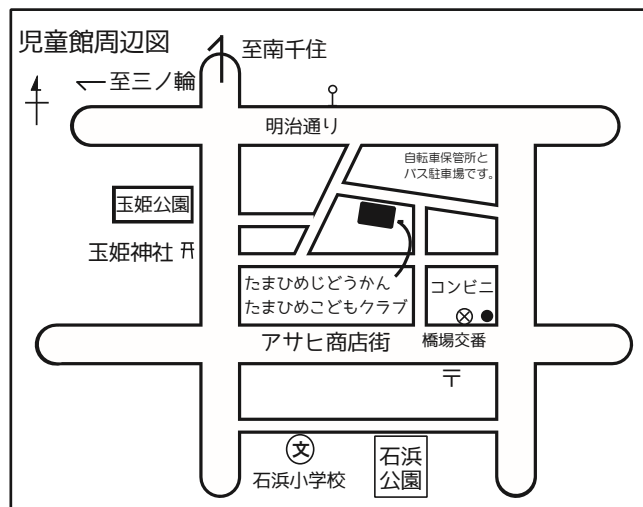 児童館周辺図
至南千住
至三ノ輪
明治通り
自転車保管所と
バス駐車場です。
玉姫公園
玉姫神社
たまひめじどうかん
たまひめこどもクラブ
コンビニ
アサヒ商店街
橋場交番
〒
文
石浜小学校
石浜
公園